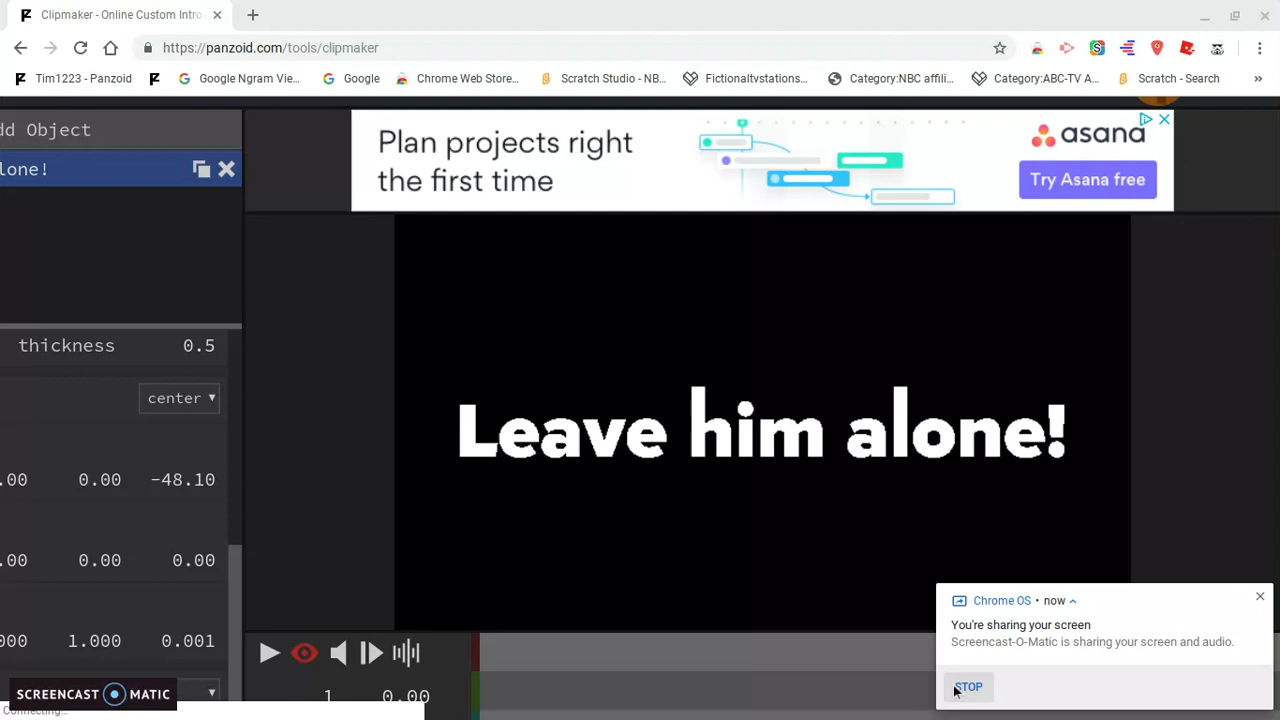 Clipmaker - Online Custom Intro
https://panzoid.com/tools/clipmaker
Tim1223 - Panzoid
Google Ngram Vie...
Google
Chrome Web Store...
Scratch Studio - NB...
Fictionaltvstations...
Category:NBC affili...
Category:ABC-TV A...
Scratch - Search
»
dd Object
lone!
Plan projects right
the first time
asana
Try Asana free
thickness 0.5
center
.00 0.00 -48.10
.00 0.00 0.00
000 1.000 0.001
Leave him alone!
Chrome OS • now
You're sharing your screen
Screencast-O-Matic is sharing your screen and audio.
STOP
1 0.00
SCREENCAST MATIC
Connecting...